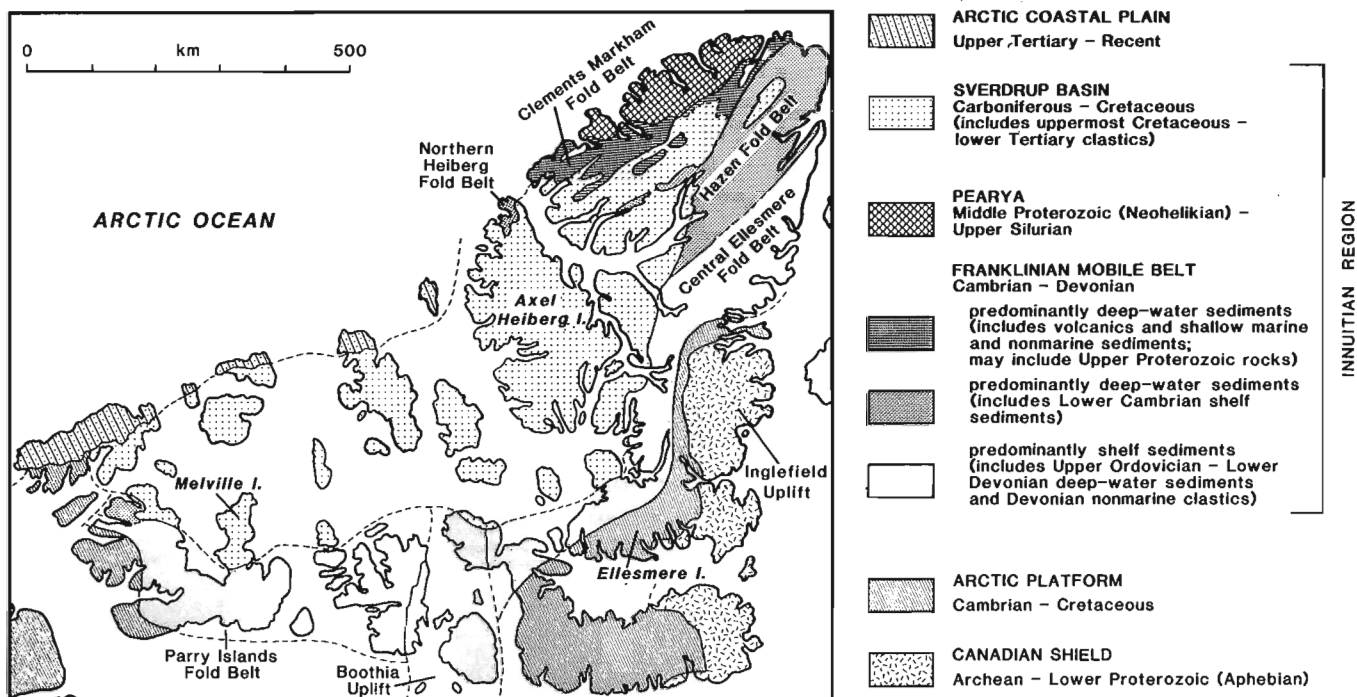 0 km 500
Clements Markham
Fold Belt
Northern
Heiberg
Fold Belt
Hazen Fold Belt
ARCTIC OCEAN
Central Ellesmere
Fold Belt
Axel
Heiberg I.
Inglefield
Uplift
Melville I.
Ellesmere I.
Parry Islands
Fold Belt
Boothia
Uplift
ARCTIC COASTAL PLAIN
Upper Tertiary – Recent
SVERDRUP BASIN
Carboniferous – Cretaceous
(includes uppermost Cretaceous –
lower Tertiary clastics)
PEARYA
Middle Proterozoic (Neohelikian) –
Upper Silurian
FRANKLINIAN MOBILE BELT
Cambrian – Devonian
predominantly deep-water sediments
(includes volcanics and shallow marine
and nonmarine sediments;
may include Upper Proterozoic rocks)
predominantly deep-water sediments
(includes Lower Cambrian shelf
sediments)
predominantly shelf sediments
(includes Upper Ordovician – Lower
Devonian deep-water sediments
and Devonian nonmarine clastics)
INNUITIAN REGION
ARCTIC PLATFORM
Cambrian – Cretaceous
CANADIAN SHIELD
Archean – Lower Proterozoic (Aphebian)